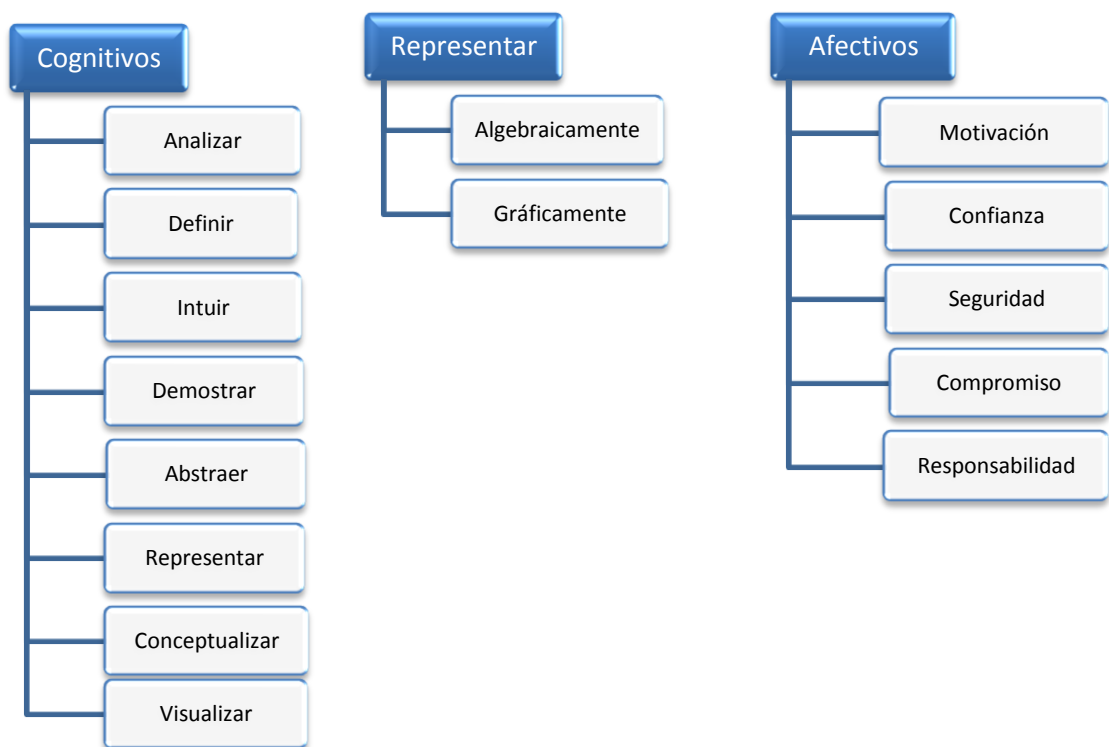 Cognitivos
Analizar
Definir
Intuir
Demostrar
Abstraer
Representar
Conceptualizar
Visualizar
Representar
Algebraicamente
Gráficamente
Afectivos
Motivación
Confianza
Seguridad
Compromiso
Responsabilidad